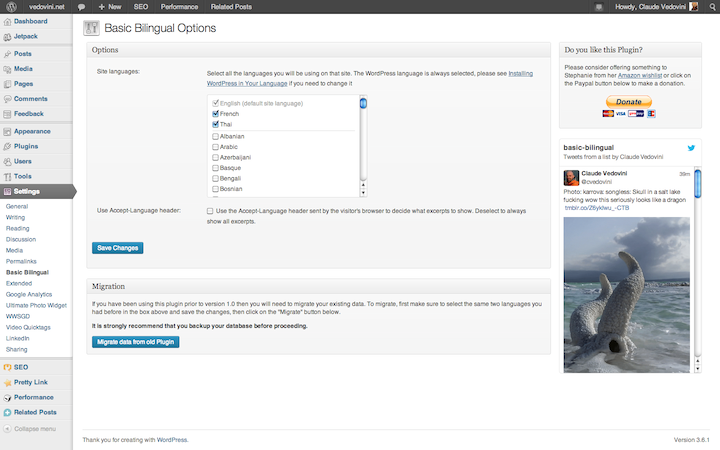 vedovini.net
+ New
SEO
Performance
Related Posts
Howdy, Claude Vedovini
Dashboard
Jetpack
Posts
Media
Pages
Comments
Feedback
Appearance
Plugins
Users
Tools
Settings
General
Writing
Reading
Discussion
Media
Permalinks
Basic Bilingual
Extended
Google Analytics
Ultimate Photo Widget
WWSGD
Video Quicktags
LinkedIn
Sharing
SEO
Pretty Link
Performance
Related Posts
Collapse menu
Basic Bilingual Options
Options
Site languages:
Select all the languages you will be using on that site. The WordPress language is always selected, please see Installing
WordPress in Your Language if you need to change it
English (default site language)
French
Thai
Albanian
Arabic
Azerbaijani
Basque
Bengali
Bosnian
Use Accept-Language header:
Use the Accept-Language header sent by the visitor's browser to decide what excerpts to show. Deselect to always
show all excerpts.
Save Changes
Migration
If you have been using this plugin prior to version 1.0 then you will need to migrate your existing data. To migrate, first make sure to select the same two languages you
had before in the box above and save the changes, then click on the "Migrate" button below.
It is strongly recommend that you backup your database before proceeding.
Migrate data from old Plugin
Do you like this Plugin?
Please consider offering something to
Stephanie from her Amazon wishlist or click on
the Paypal button below to make a donation.
Donate
VISA
basic-bilingual
Tweets from a list by Claude Vedovini
Claude Vedovini
39m
@cvedovini
Photo: karrova: songless: Skull in a salt lake
fucking wow this seriously looks like a dragon
Thank you for creating with WordPress.
Version 3.6.1